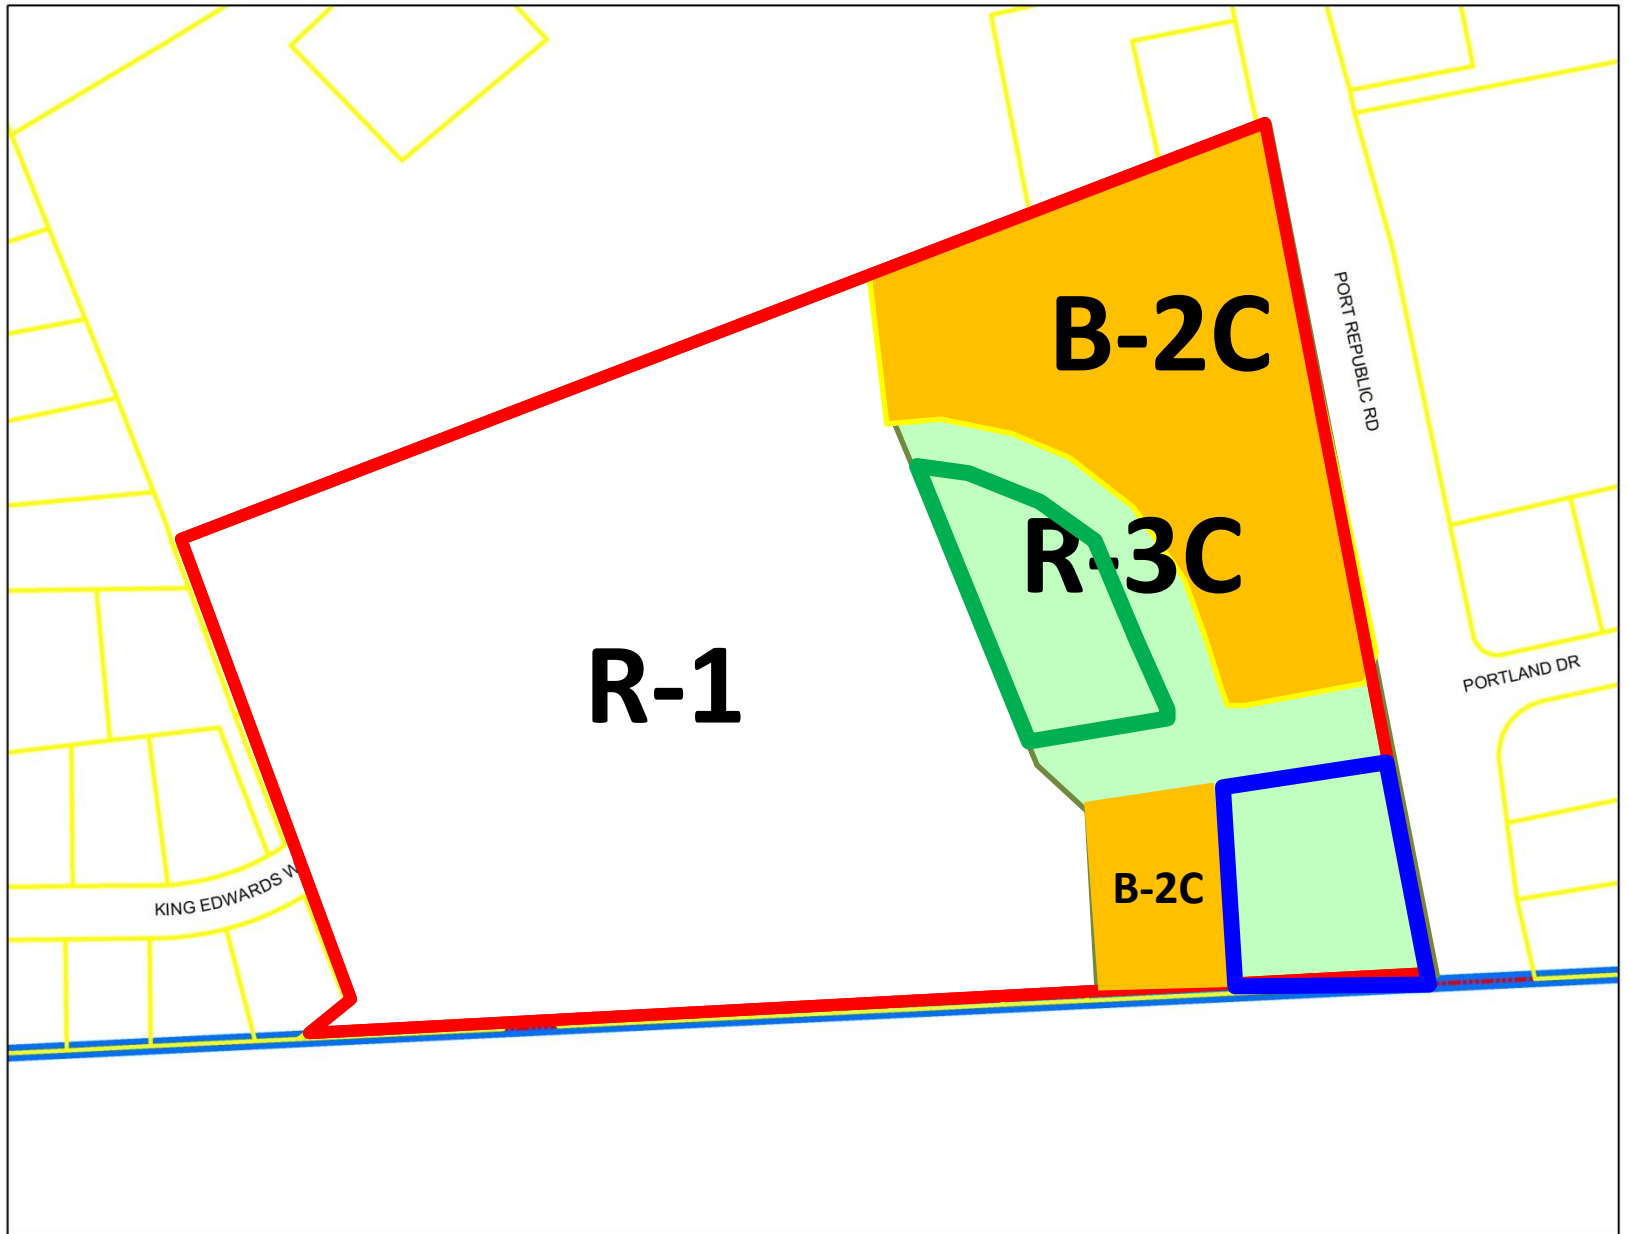 B-2C
PORT REPUBLIC RD
R-3C
R-1
PORTLAND DR
KING EDWARDS W
B-2C